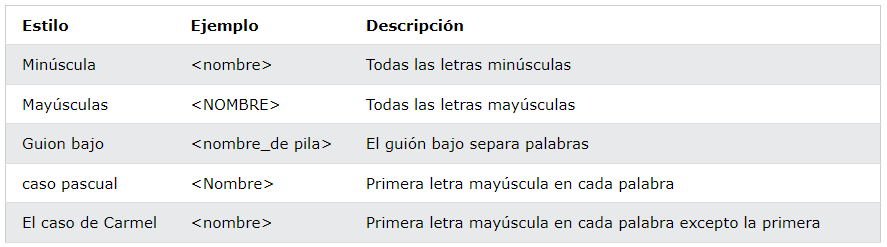 Estilo Ejemplo Descripción
Minúscula <nombre> Todas las letras minúsculas
Mayúsculas <NOMBRE> Todas las letras mayúsculas
Guion bajo <nombre_de pila> El guión bajo separa palabras
caso pascual <Nombre> Primera letra mayúscula en cada palabra
El caso de Carmel <nombre> Primera letra mayúscula en cada palabra excepto la primera